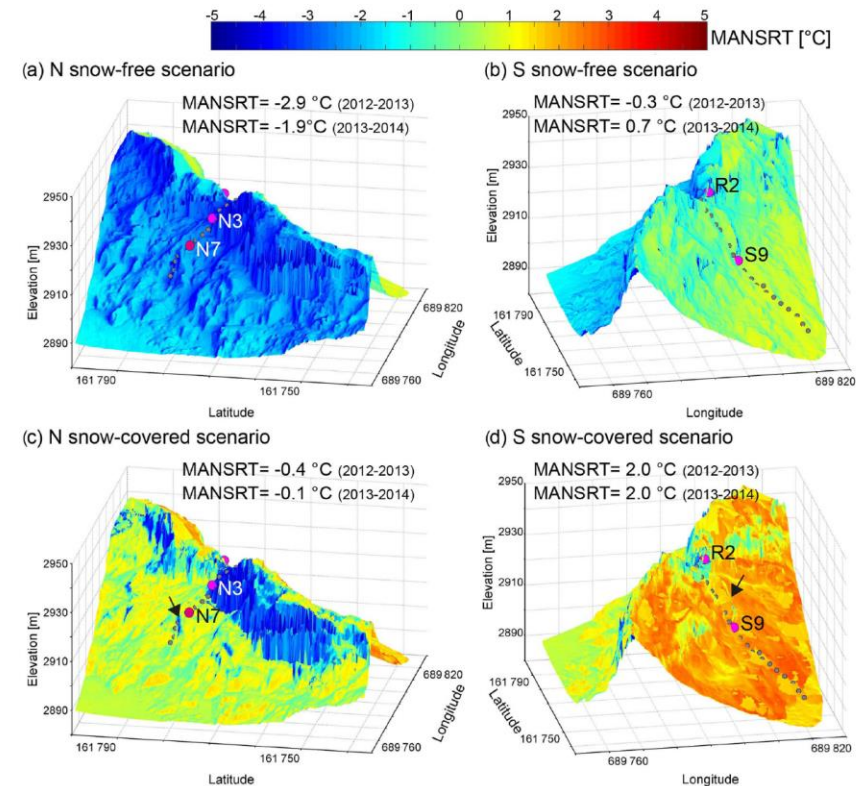 -5 -4 -3 -2 -1 0 1 2 3 4 5
MANSRT [°C]
(a) N snow-free scenario
MANSRT= -2.9 °C (2012-2013)
MANSRT= -1.9°C (2013-2014)
Elevation [m]
2950
2930
2910
2890
N3
N7
161 790
161 750
Latitude
689 760
689 820
Longitude
(b) S snow-free scenario
MANSRT= -0.3 °C (2012-2013)
MANSRT= 0.7 °C (2013-2014)
Elevation [m]
2950
2930
2910
2890
R2
S9
161 790
161 750
Latitude
689 760
689 820
Longitude
(c) N snow-covered scenario
MANSRT= -0.4 °C (2012-2013)
MANSRT= -0.1 °C (2013-2014)
Elevation [m]
2950
2930
2910
2890
N3
N7
161 790
161 750
Latitude
689 760
689 820
Longitude
(d) S snow-covered scenario
MANSRT= 2.0 °C (2012-2013)
MANSRT= 2.0 °C (2013-2014)
Elevation [m]
2950
2930
2910
2890
R2
S9
161 790
161 750
Latitude
689 760
689 820
Longitude